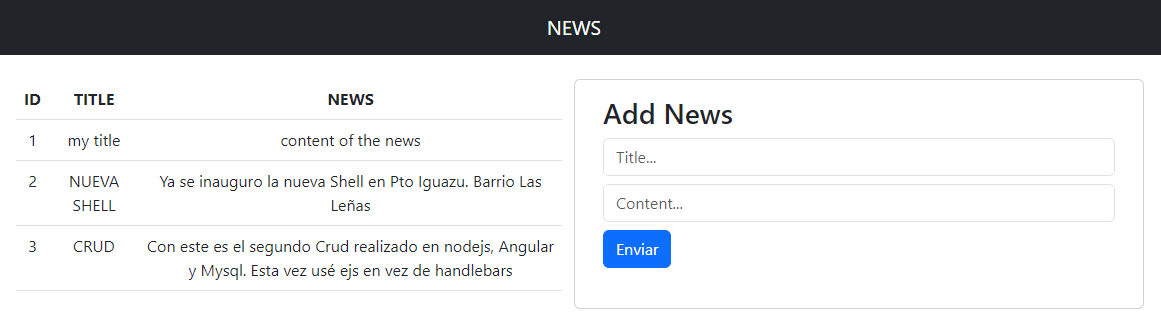 NEWS
ID TITLE NEWS
1 my title content of the news
2 NUEVA Ya se inauguro la nueva Shell en Pto Iguazu. Barrio Las
SHELL Leñas
3 CRUD Con este es el segundo Crud realizado en nodejs, Angular
y Mysql. Esta vez usé ejs en vez de handlebars
Add News
Title...
Content...
Enviar